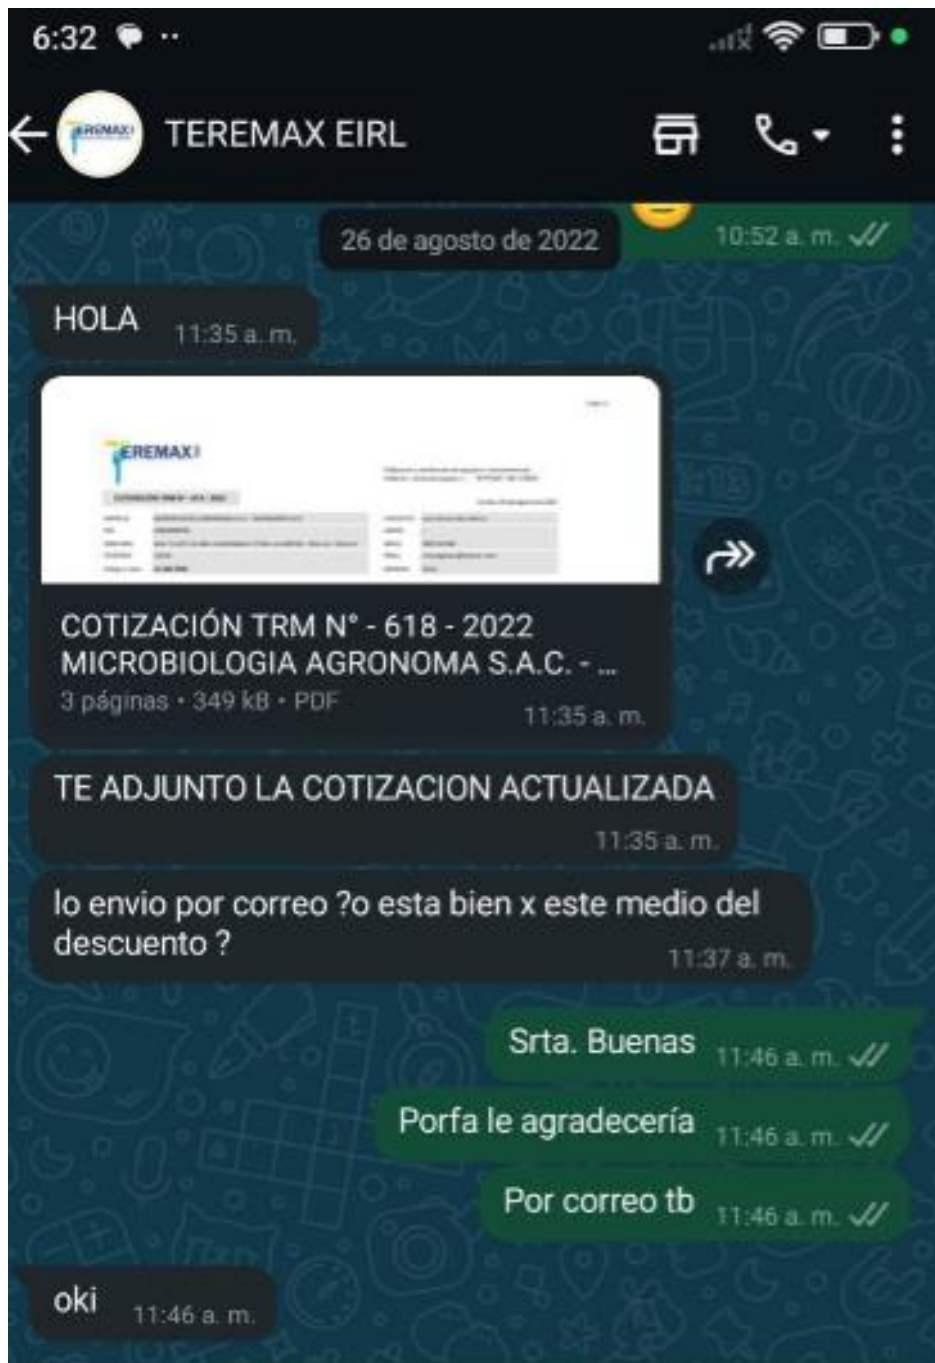 6:32
TEREMAX EIRL
10:52 a. m.
26 de agosto de 2022
HOLA
11:35 a. m.
TEREMAX
COTIZACIÓN TRM N° - 618 - 2022
MICROBIOLOGIA AGRONOMA S.A.C. - ...
3 páginas • 349 kB • PDF
11:35 a. m.
TE ADJUNTO LA COTIZACION ACTUALIZADA
11:35 a. m.
lo envio por correo ?o esta bien x este medio del
descuento ?
11:37 a. m.
Srta. Buenas
11:46 a. m.
Porfa le agradecería
11:46 a. m.
Por correo tb
11:46 a. m.
oki
11:46 a. m.